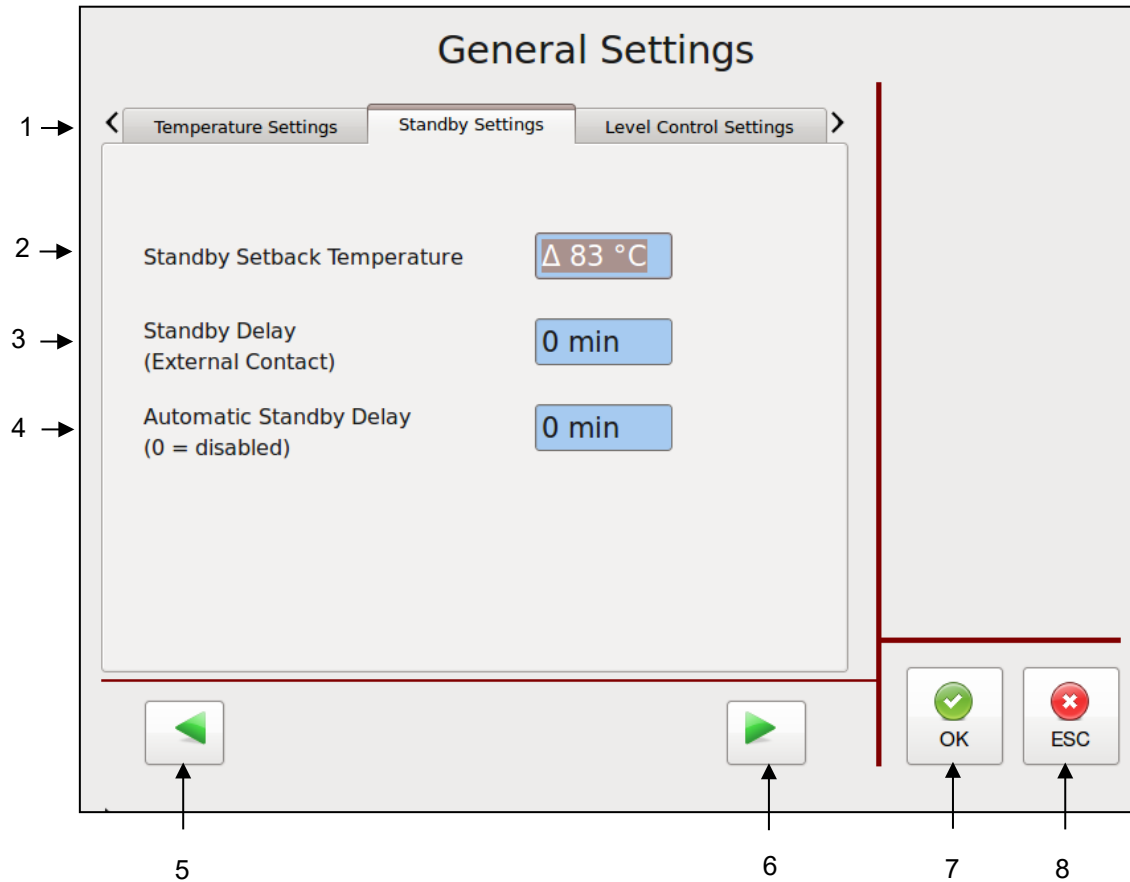 General Settings
1
Temperature Settings Standby Settings Level Control Settings
2
Standby Setback Temperature Δ 83 °C
3
Standby Delay
(External Contact)
0 min
4
Automatic Standby Delay
(0 = disabled)
0 min
OK ESC
5 6 7 8